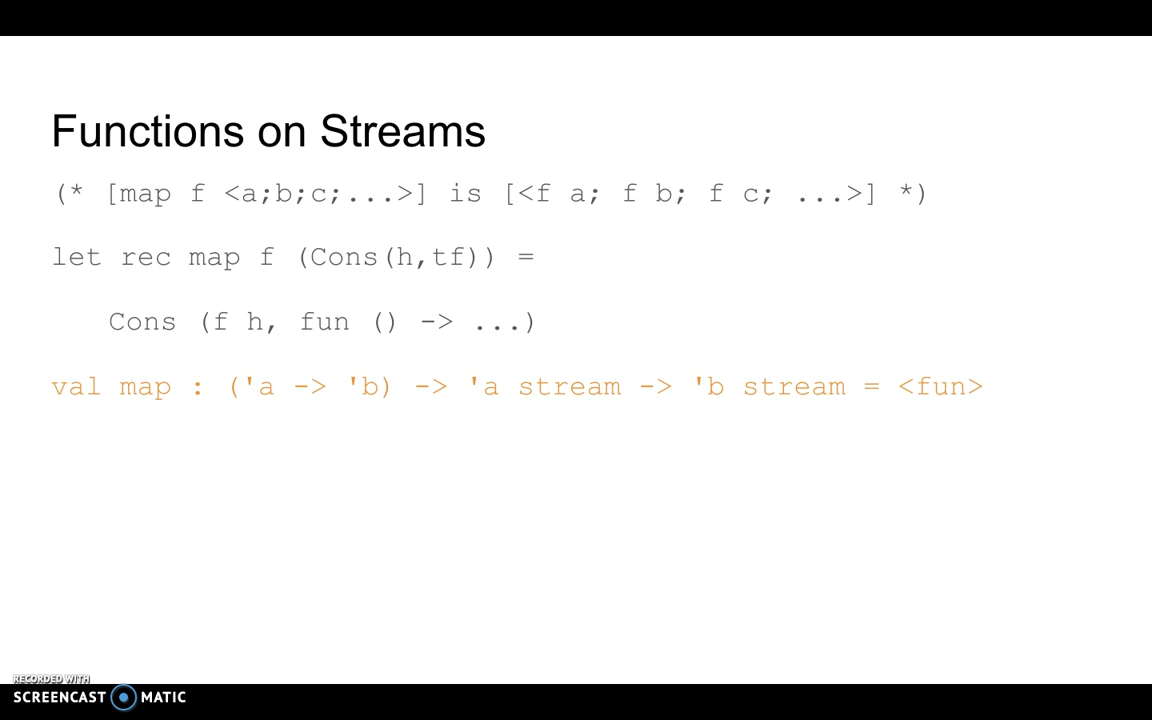 Functions on Streams
(* [map f <a;b;c;...>] is [<f a; f b; f c; ...>] *)
let rec map f (Cons(h,tf)) =
Cons (f h, fun () -> ...)
val map : ('a -> 'b) -> 'a stream -> 'b stream = <fun>
RECORDED WITH
SCREENCAST MATIC